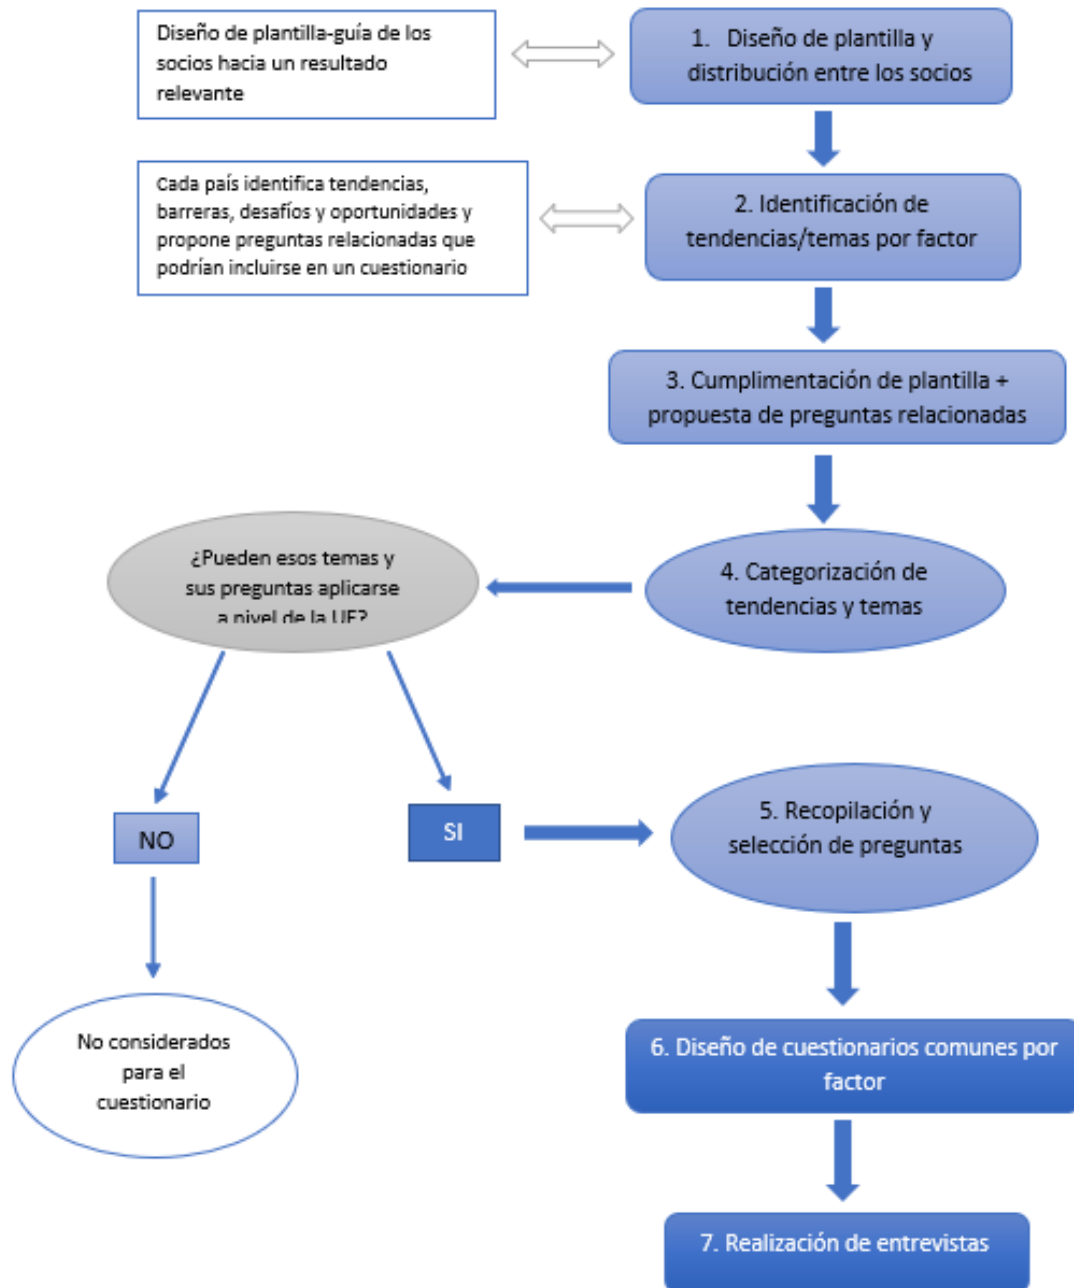 Diseño de plantilla-guía de los
socios hacia un resultado
relevante
1. Diseño de plantilla y
distribución entre los socios
Cada país identifica tendencias,
barreras, desafíos y oportunidades y
propone preguntas relacionadas que
podrían incluirse en un cuestionario
2. Identificación de
tendencias/temas por factor
3. Cumplimentación de plantilla +
propuesta de preguntas relacionadas
4. Categorización de
tendencias y temas
¿Pueden esos temas y
sus preguntas aplicarse
a nivel de la UE?
NO
SI
5. Recopilación y
selección de preguntas
No considerados
para el
cuestionario
6. Diseño de cuestionarios comunes por
factor
7. Realización de entrevistas